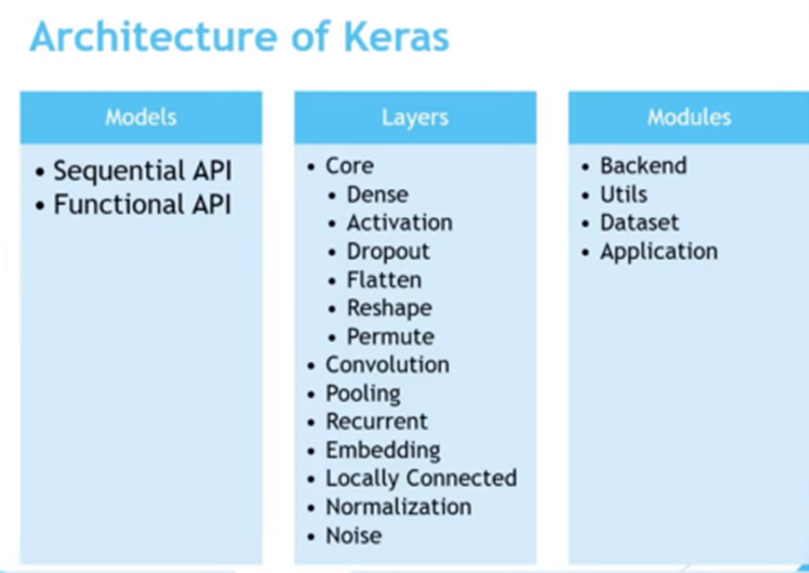 Architecture of Keras
Models
• Sequential API
• Functional API
Layers
• Core
• Dense
• Activation
• Dropout
• Flatten
• Reshape
• Permute
• Convolution
• Pooling
• Recurrent
• Embedding
• Locally Connected
• Normalization
• Noise
Modules
• Backend
• Utils
• Dataset
• Application